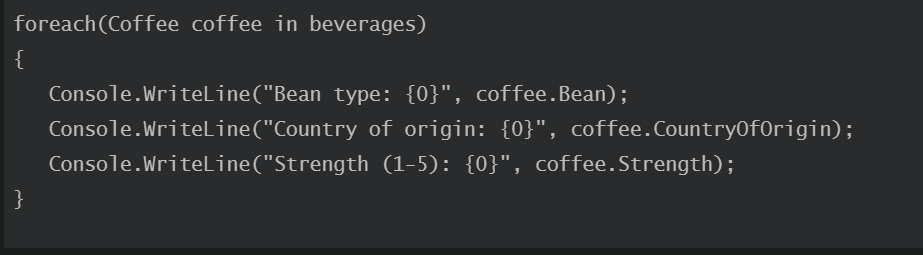 foreach(Coffee coffee in beverages)
{
   Console.WriteLine("Bean type: {0}", coffee.Bean);
   Console.WriteLine("Country of origin: {0}", coffee.CountryOfOrigin);
   Console.WriteLine("Strength (1-5): {0}", coffee.Strength);
}